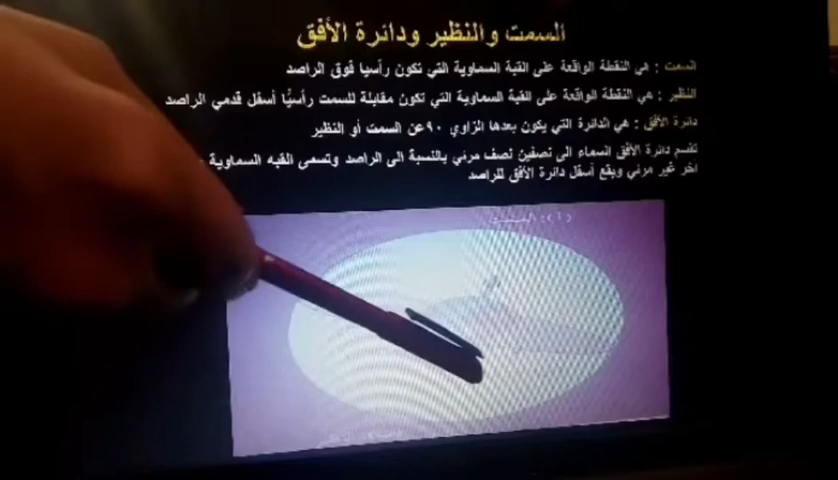 السمت والنظير ودائرة الأفق
السمت : هي النقطة الواقعة على القبة السماوية التي تكون رأسيا فوق الراصد
النظير : هي النقطة الواقعة على القبة السماوية التي تكون مقابلة للسمت رأسيًّا أسفل قدمي الراصد
دائرة الأفق : هي الدائرة التي يكون بعدها الزاوي ٩٠عن السمت أو النظير
تقسم دائرة الأفق السماء الى نصفين نصف مرئي بالنسبة الى الراصد وتسمى القبه السماوية
اخر غير مرئي ويقع أسفل دائرة الأفق للراصد
السمت